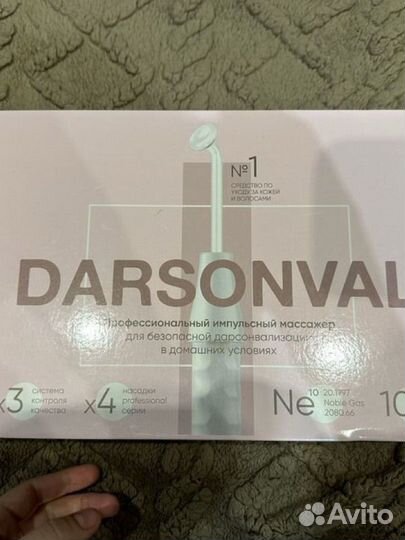 №1
СРЕДСТВО ПО
УХОДУ ЗА КОЖЕЙ
И ВОЛОСАМИ
DARSONVAL
Профессиональный импульсный массажер
для безопасной дарсонвализации
в домашних условиях
x3 система
контроля
качества
x4 насадки
professional
серии
Ne 10 20.1797
Noble Gas
2080.66
10
Avito